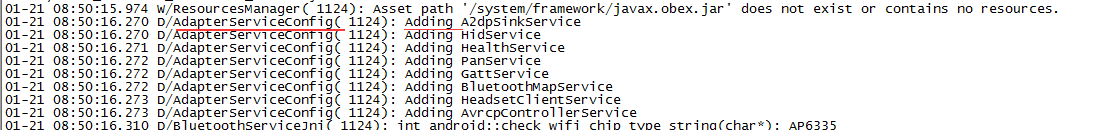 01-21 08:50:15.974 W/ResourcesManager( 1124): Asset path '/system/framework/javax.obex.jar' does not exist or contains no resources.
01-21 08:50:16.270 D/AdapterServiceConfig( 1124): Adding A2dpSinkService
01-21 08:50:16.270 D/AdapterServiceConfig( 1124): Adding HidService
01-21 08:50:16.271 D/AdapterServiceConfig( 1124): Adding HealthService
01-21 08:50:16.272 D/AdapterServiceConfig( 1124): Adding PanService
01-21 08:50:16.272 D/AdapterServiceConfig( 1124): Adding GattService
01-21 08:50:16.272 D/AdapterServiceConfig( 1124): Adding BluetoothMapService
01-21 08:50:16.273 D/AdapterServiceConfig( 1124): Adding HeadsetClientService
01-21 08:50:16.273 D/AdapterServiceConfig( 1124): Adding AvrcpControllerService
01-21 08:50:16.310 D/BluetoothServiceJni( 1124): int android::check_wifi_chip_type_string(char*): AP6335